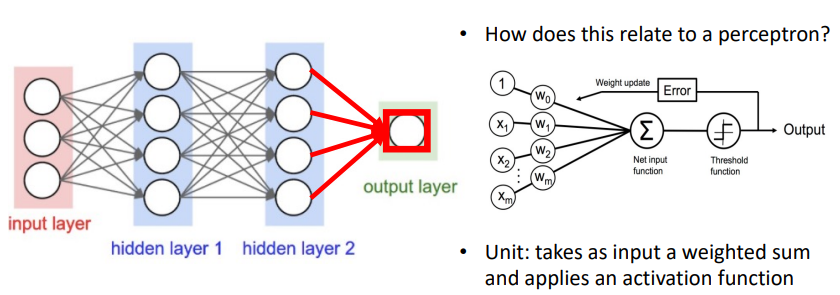 input layer
hidden layer 1
hidden layer 2
output layer
• How does this relate to a perceptron?
1
w0
x1
w1
x2
w2
⋮
wm
xm
Weight update
Error
Σ
Net input
function
Threshold
function
Output
• Unit: takes as input a weighted sum
and applies an activation function